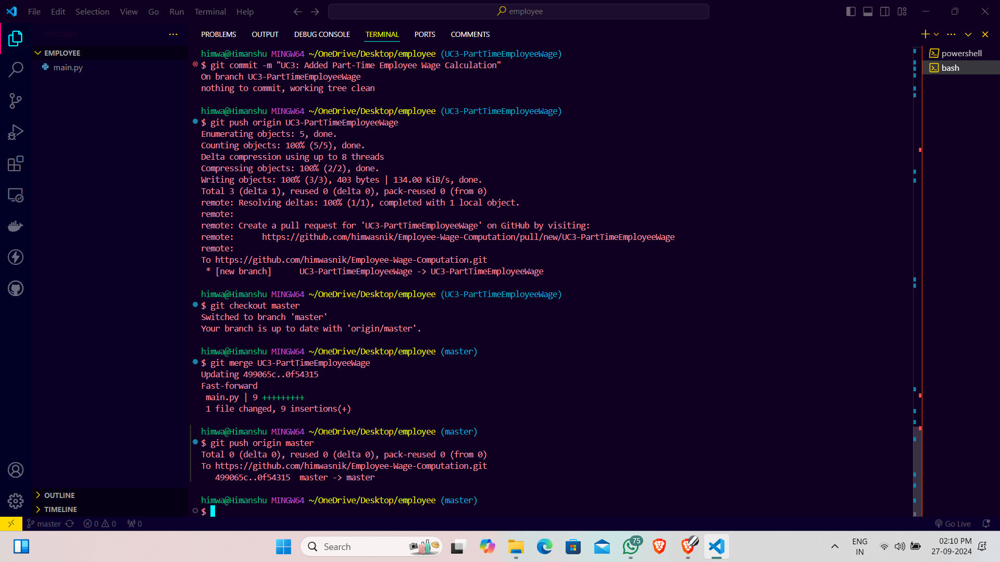 File Edit Selection View Go Run Terminal Help
employee
EXPLORER
EMPLOYEE
main.py
OUTLINE
TIMELINE
PROBLEMS OUTPUT DEBUG CONSOLE TERMINAL PORTS COMMENTS
himwa@Himanshu MINGW64 ~/OneDrive/Desktop/employee (UC3-PartTimeEmployeeWage)
$ git commit -m "UC3: Added Part-Time Employee Wage Calculation"
On branch UC3-PartTimeEmployeeWage
nothing to commit, working tree clean
himwa@Himanshu MINGW64 ~/OneDrive/Desktop/employee (UC3-PartTimeEmployeeWage)
$ git push origin UC3-PartTimeEmployeeWage
Enumerating objects: 5, done.
Counting objects: 100% (5/5), done.
Delta compression using up to 8 threads
Compressing objects: 100% (2/2), done.
Writing objects: 100% (3/3), 403 bytes | 134.00 KiB/s, done.
Total 3 (delta 1), reused 0 (delta 0), pack-reused 0 (from 0)
remote: Resolving deltas: 100% (1/1), completed with 1 local object.
remote:
remote: Create a pull request for 'UC3-PartTimeEmployeeWage' on GitHub by visiting:
remote:      https://github.com/himwasnik/Employee-Wage-Computation/pull/new/UC3-PartTimeEmployeeWage
remote:
To https://github.com/himwasnik/Employee-Wage-Computation.git
 * [new branch]      UC3-PartTimeEmployeeWage -> UC3-PartTimeEmployeeWage
himwa@Himanshu MINGW64 ~/OneDrive/Desktop/employee (UC3-PartTimeEmployeeWage)
$ git checkout master
Switched to branch 'master'
Your branch is up to date with 'origin/master'.
himwa@Himanshu MINGW64 ~/OneDrive/Desktop/employee (master)
$ git merge UC3-PartTimeEmployeeWage
Updating 499065c..0f54315
Fast-forward
 main.py | 9 +++++++++
 1 file changed, 9 insertions(+)
himwa@Himanshu MINGW64 ~/OneDrive/Desktop/employee (master)
$ git push origin master
Total 0 (delta 0), reused 0 (delta 0), pack-reused 0 (from 0)
To https://github.com/himwasnik/Employee-Wage-Computation.git
   499065c..0f54315  master -> master
himwa@Himanshu MINGW64 ~/OneDrive/Desktop/employee (master)
$
powershell
bash
master 0 0 0 Go Live
Search
75
ENG
IN
02:10 PM
27-09-2024